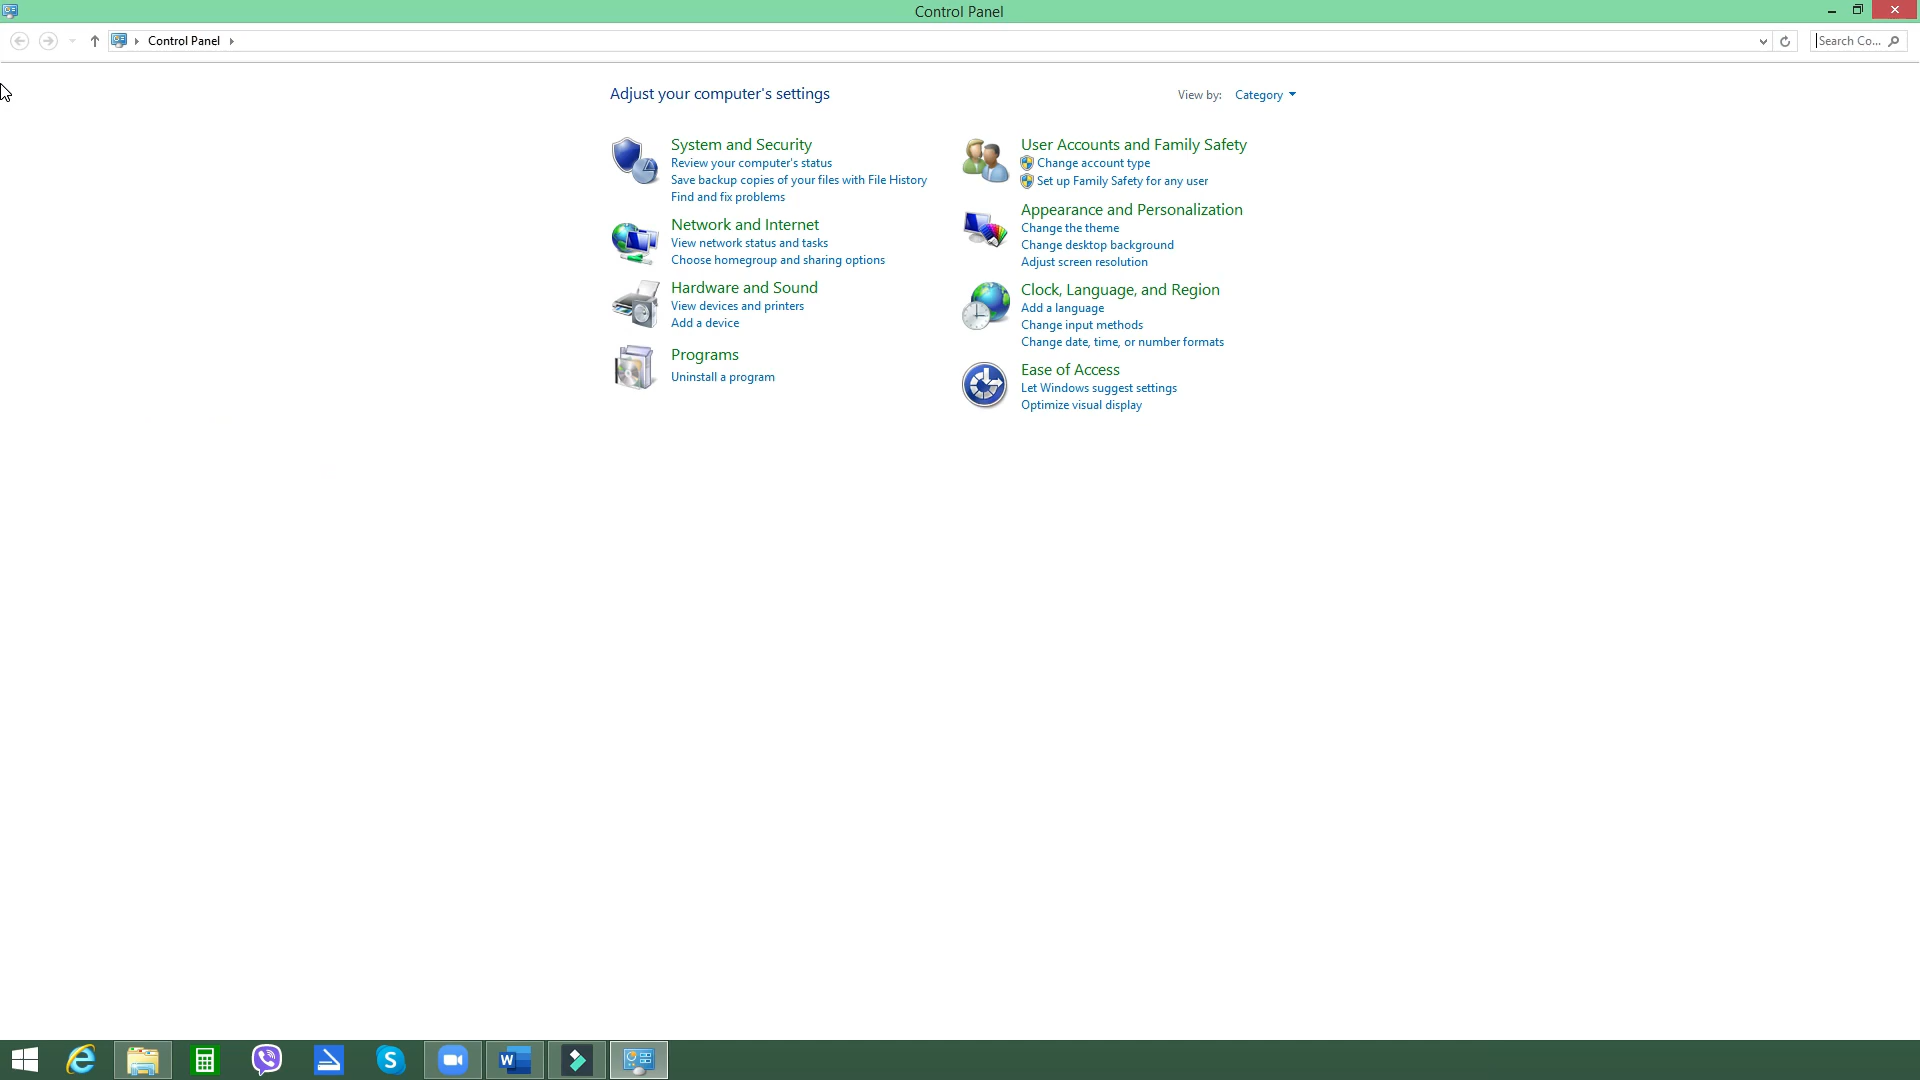 Control Panel
Control Panel
Search Co...
Adjust your computer's settings
View by: Category
System and Security
Review your computer's status
Save backup copies of your files with File History
Find and fix problems
Network and Internet
View network status and tasks
Choose homegroup and sharing options
Hardware and Sound
View devices and printers
Add a device
Programs
Uninstall a program
User Accounts and Family Safety
Change account type
Set up Family Safety for any user
Appearance and Personalization
Change the theme
Change desktop background
Adjust screen resolution
Clock, Language, and Region
Add a language
Change input methods
Change date, time, or number formats
Ease of Access
Let Windows suggest settings
Optimize visual display